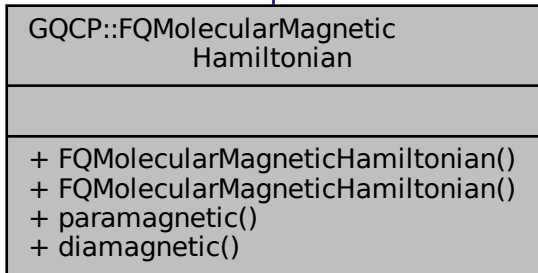 GQCP::FQMolecularMagnetic
Hamiltonian
+ FQMolecularMagneticHamiltonian()
+ FQMolecularMagneticHamiltonian()
+ paramagnetic()
+ diamagnetic()